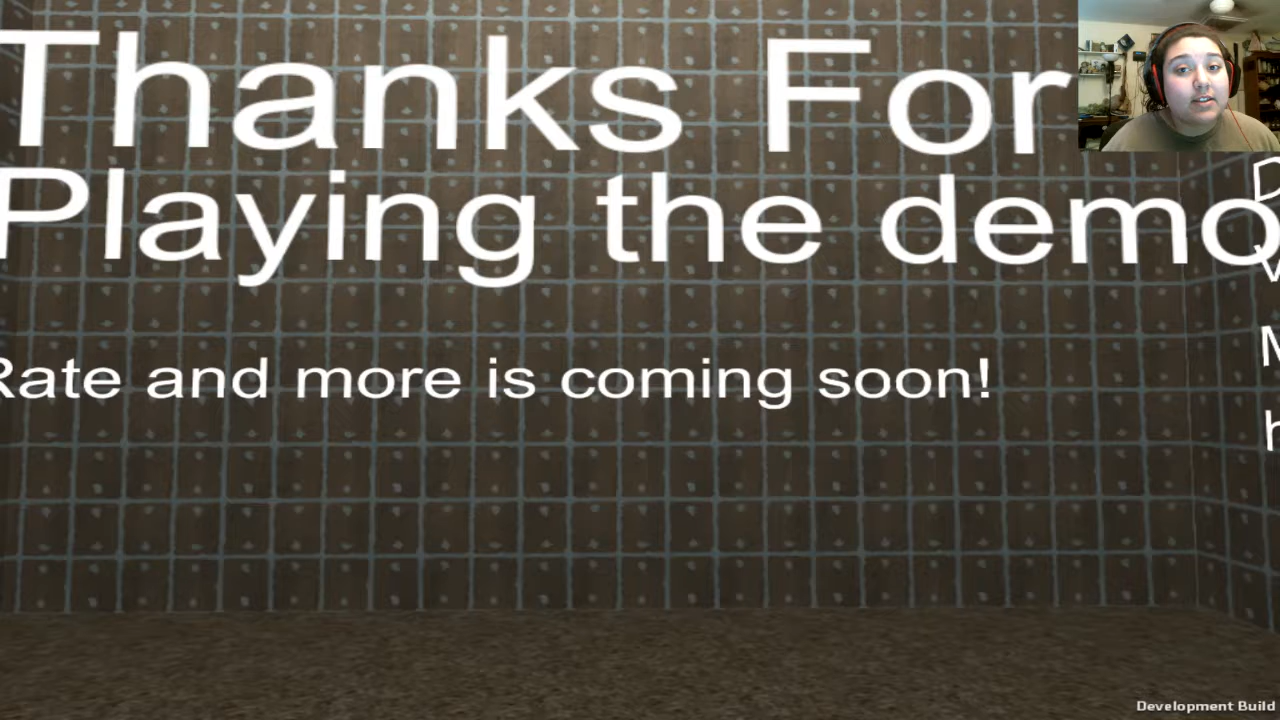 Thanks For
Playing the demo
Rate and more is coming soon!
Development Build